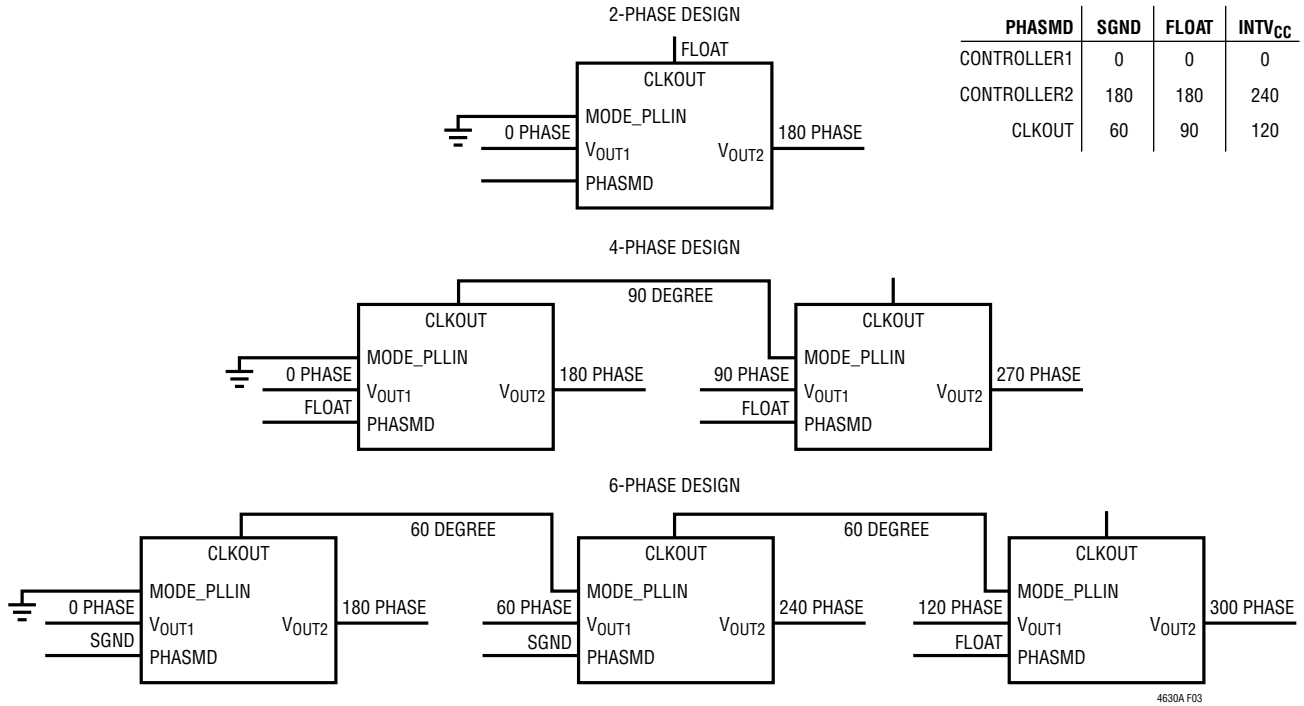 2-PHASE DESIGN
FLOAT
CLKOUT
MODE_PLLIN
0 PHASE
VOUT1
VOUT2
180 PHASE
PHASMD
PHASMD SGND FLOAT INTVCC
CONTROLLER1 0 0 0
CONTROLLER2 180 180 240
CLKOUT 60 90 120
4-PHASE DESIGN
90 DEGREE
CLKOUT
MODE_PLLIN
0 PHASE
VOUT1
VOUT2
180 PHASE
FLOAT
PHASMD
CLKOUT
MODE_PLLIN
90 PHASE
VOUT1
VOUT2
270 PHASE
FLOAT
PHASMD
6-PHASE DESIGN
60 DEGREE
60 DEGREE
CLKOUT
MODE_PLLIN
0 PHASE
VOUT1
VOUT2
180 PHASE
SGND
PHASMD
CLKOUT
MODE_PLLIN
60 PHASE
VOUT1
VOUT2
240 PHASE
SGND
PHASMD
CLKOUT
MODE_PLLIN
120 PHASE
VOUT1
VOUT2
300 PHASE
FLOAT
PHASMD
4630A F03